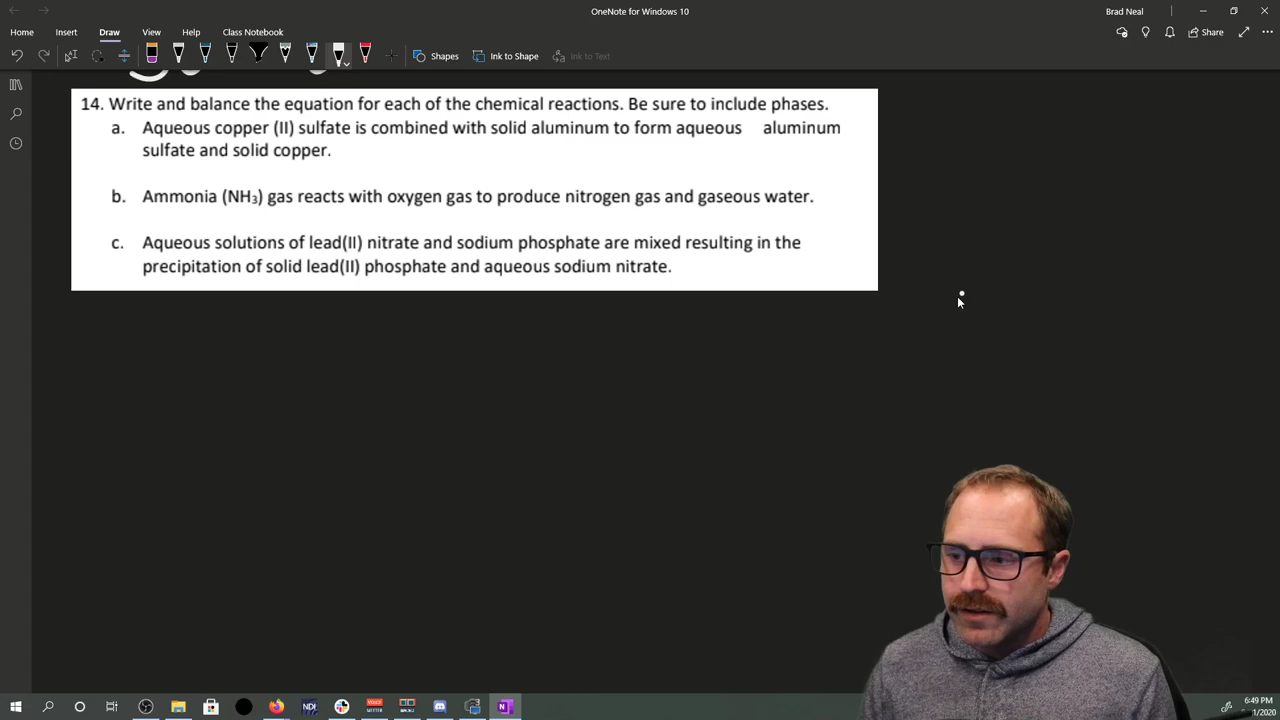 OneNote for Windows 10
Brad Neal
Home Insert Draw View Help Class Notebook
Share
Shapes Ink to Shape Ink to Text
14. Write and balance the equation for each of the chemical reactions. Be sure to include phases.
a. Aqueous copper (II) sulfate is combined with solid aluminum to form aqueous aluminum
sulfate and solid copper.
b. Ammonia (NH₃) gas reacts with oxygen gas to produce nitrogen gas and gaseous water.
c. Aqueous solutions of lead(II) nitrate and sodium phosphate are mixed resulting in the
precipitation of solid lead(II) phosphate and aqueous sodium nitrate.
NDI
N
6:49 PM
1/2020